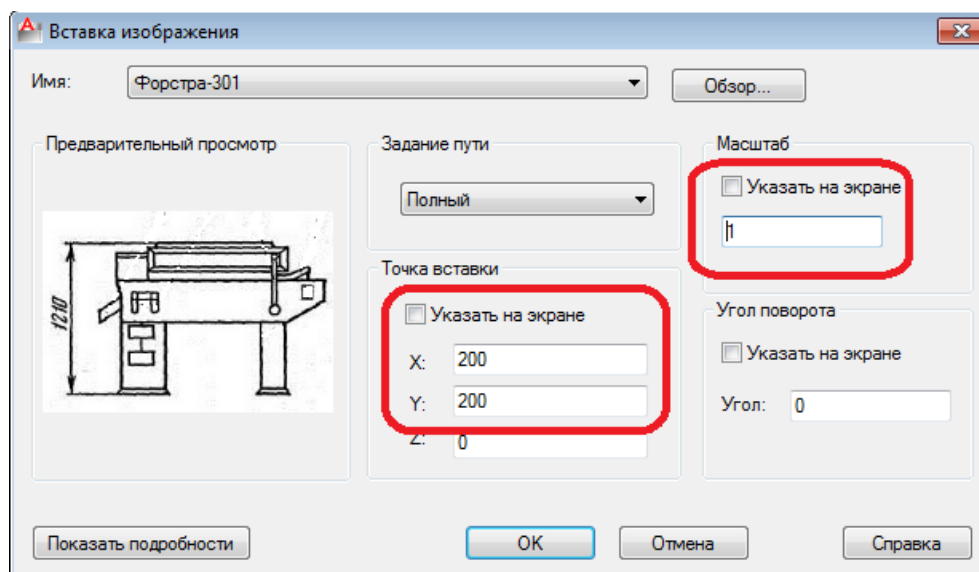 Вставка изображения
Имя: Форстра-301 Обзор...
Предварительный просмотр
1210
Задание пути
Полный
Точка вставки
Указать на экране
X: 200
Y: 200
Z: 0
Масштаб
Указать на экране
1
Угол поворота
Указать на экране
Угол: 0
Показать подробности OK Отмена Справка